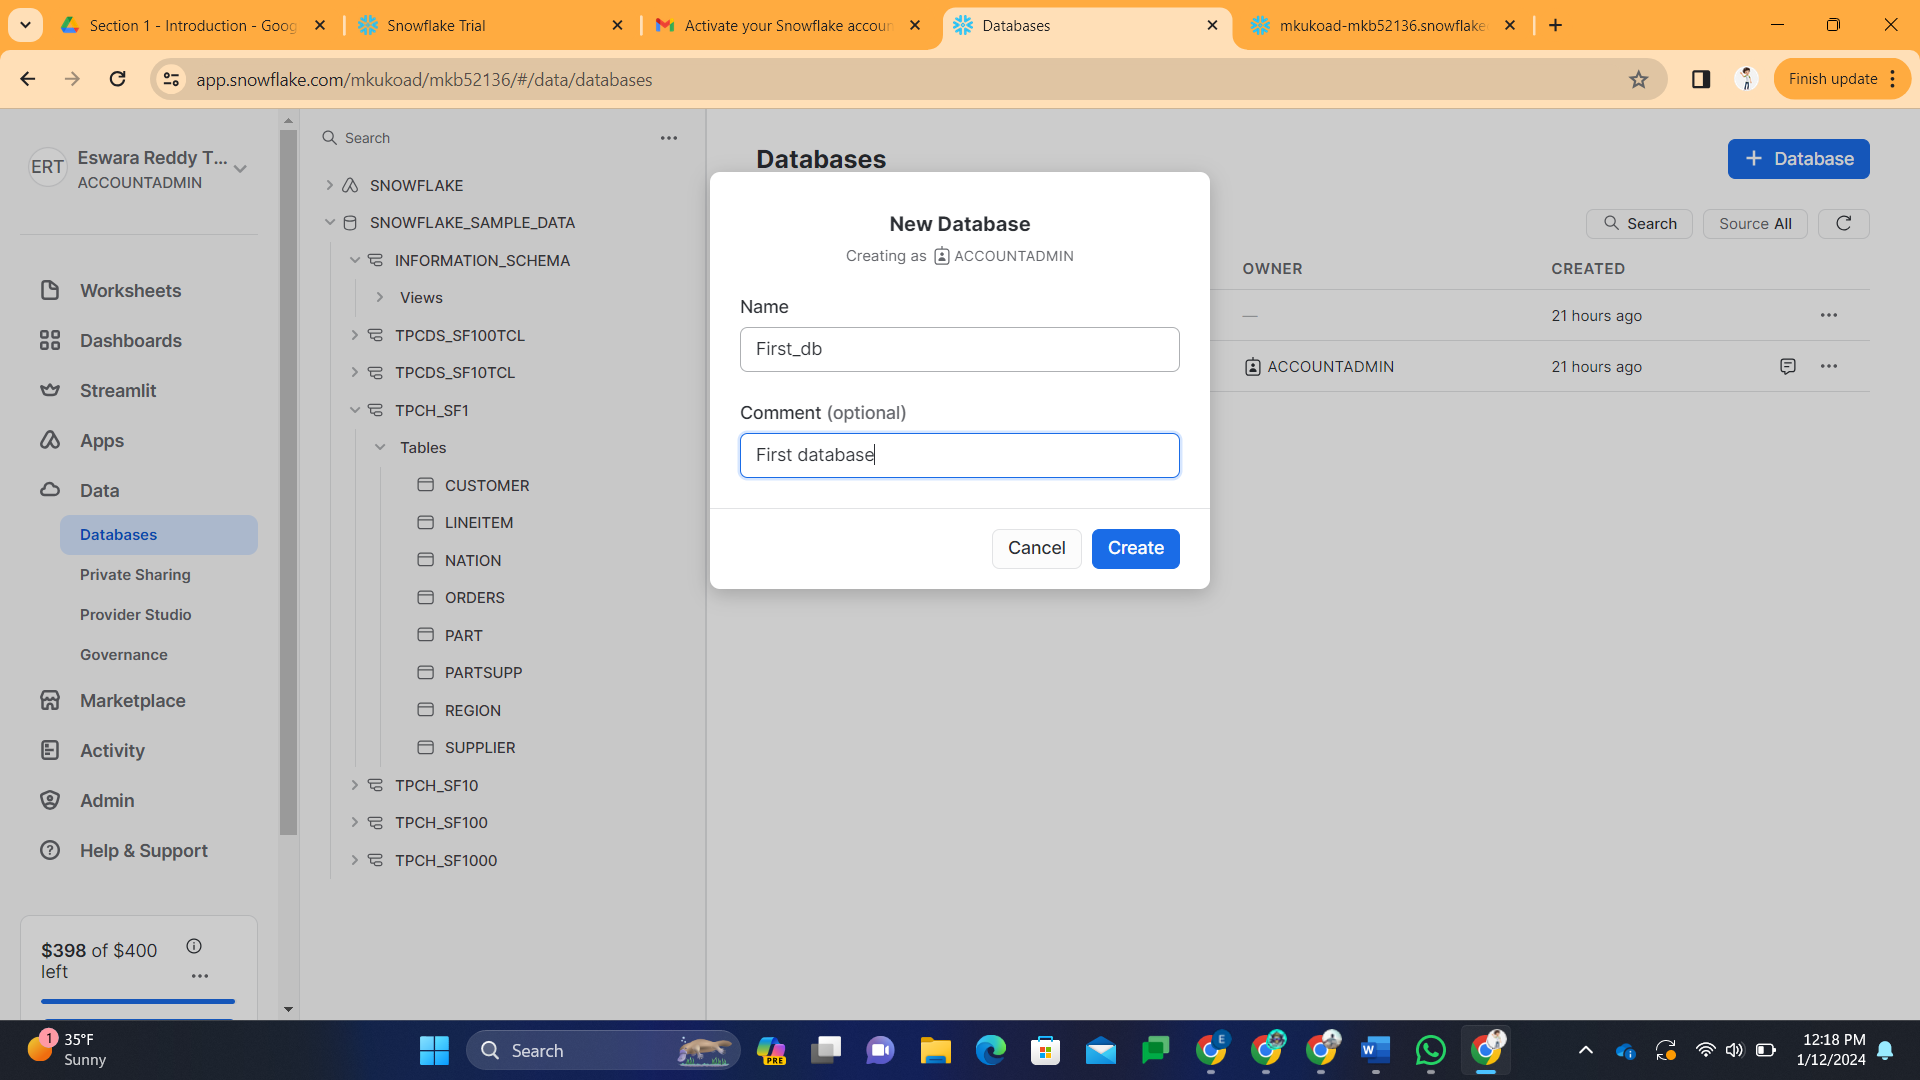 Section 1 - Introduction - Goog
Snowflake Trial
Activate your Snowflake accoun
Databases
mkukoad-mkb52136.snowflake
app.snowflake.com/mkukoad/mkb52136/#/data/databases
Finish update
ERT
Eswara Reddy T...
ACCOUNTADMIN
Worksheets
Dashboards
Streamlit
Apps
Data
Databases
Private Sharing
Provider Studio
Governance
Marketplace
Activity
Admin
Help & Support
$398 of $400
left
Search
SNOWFLAKE
SNOWFLAKE_SAMPLE_DATA
INFORMATION_SCHEMA
Views
TPCDS_SF100TCL
TPCDS_SF10TCL
TPCH_SF1
Tables
CUSTOMER
LINEITEM
NATION
ORDERS
PART
PARTSUPP
REGION
SUPPLIER
TPCH_SF10
TPCH_SF100
TPCH_SF1000
Databases
+ Database
Search
Source All
OWNER CREATED
— 21 hours ago
ACCOUNTADMIN 21 hours ago
New Database
Creating as ACCOUNTADMIN
Name
First_db
Comment (optional)
First database
Cancel
Create
1
35°F
Sunny
Search
PRE
E
12:18 PM
1/12/2024